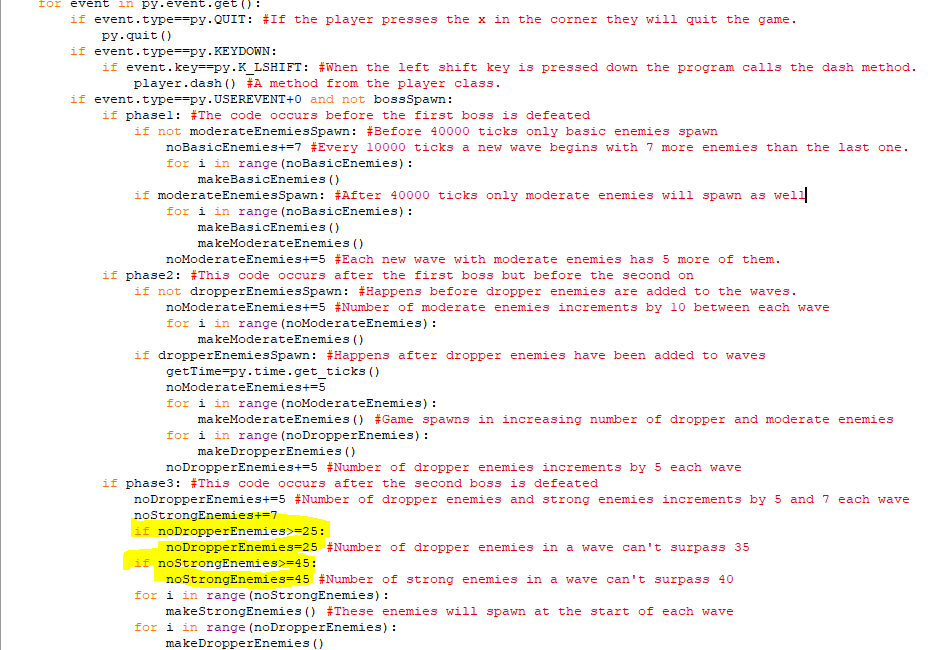 for event in py.event.get():
if event.type==py.QUIT: #If the player presses the x in the corner they will quit the game.
py.quit()
if event.type==py.KEYDOWN:
if event.key==py.K_LSHIFT: #When the left shift key is pressed down the program calls the dash method.
player.dash() #A method from the player class.
if event.type==py.USEREVENT+0 and not bossSpawn:
if phase1: #The code occurs before the first boss is defeated
if not moderateEnemiesSpawn: #Before 40000 ticks only basic enemies spawn
noBasicEnemies+=7 #Every 10000 ticks a new wave begins with 7 more enemies than the last one.
for i in range(noBasicEnemies):
makeBasicEnemies()
if moderateEnemiesSpawn: #After 40000 ticks only moderate enemies will spawn as well
for i in range(noBasicEnemies):
makeBasicEnemies()
makeModerateEnemies()
noModerateEnemies+=5 #Each new wave with moderate enemies has 5 more of them.
if phase2: #This code occurs after the first boss but before the second on
if not dropperEnemiesSpawn: #Happens before dropper enemies are added to the waves.
noModerateEnemies+=5 #Number of moderate enemies increments by 10 between each wave
for i in range(noModerateEnemies):
makeModerateEnemies()
if dropperEnemiesSpawn: #Happens after dropper enemies have been added to waves
getTime=py.time.get_ticks()
noModerateEnemies+=5
for i in range(noModerateEnemies):
makeModerateEnemies() #Game spawns in increasing number of dropper and moderate enemies
for i in range(noDropperEnemies):
makeDropperEnemies()
noDropperEnemies+=5 #Number of dropper enemies increments by 5 each wave
if phase3: #This code occurs after the second boss is defeated
noDropperEnemies+=5 #Number of dropper enemies and strong enemies increments by 5 and 7 each wave
noStrongEnemies+=7
if noDropperEnemies>=25:
noDropperEnemies=25 #Number of dropper enemies in a wave can't surpass 35
if noStrongEnemies>=45:
noStrongEnemies=45 #Number of strong enemies in a wave can't surpass 40
for i in range(noStrongEnemies):
makeStrongEnemies() #These enemies will spawn at the start of each wave
for i in range(noDropperEnemies):
makeDropperEnemies()